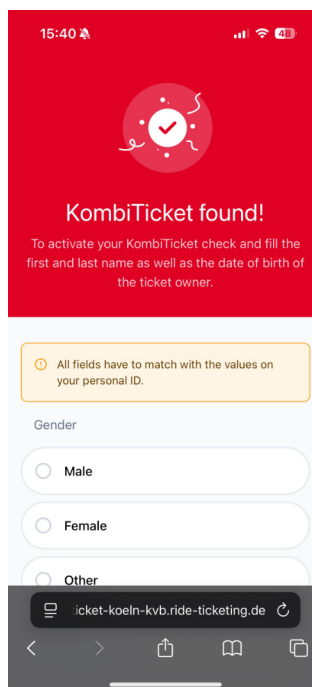 15:40
48
KombiTicket found!
To activate your KombiTicket check and fill the
first and last name as well as the date of birth of
the ticket owner.
All fields have to match with the values on
your personal ID.
Gender
Male
Female
Other
icket-koeln-kvb.ride-ticketing.de